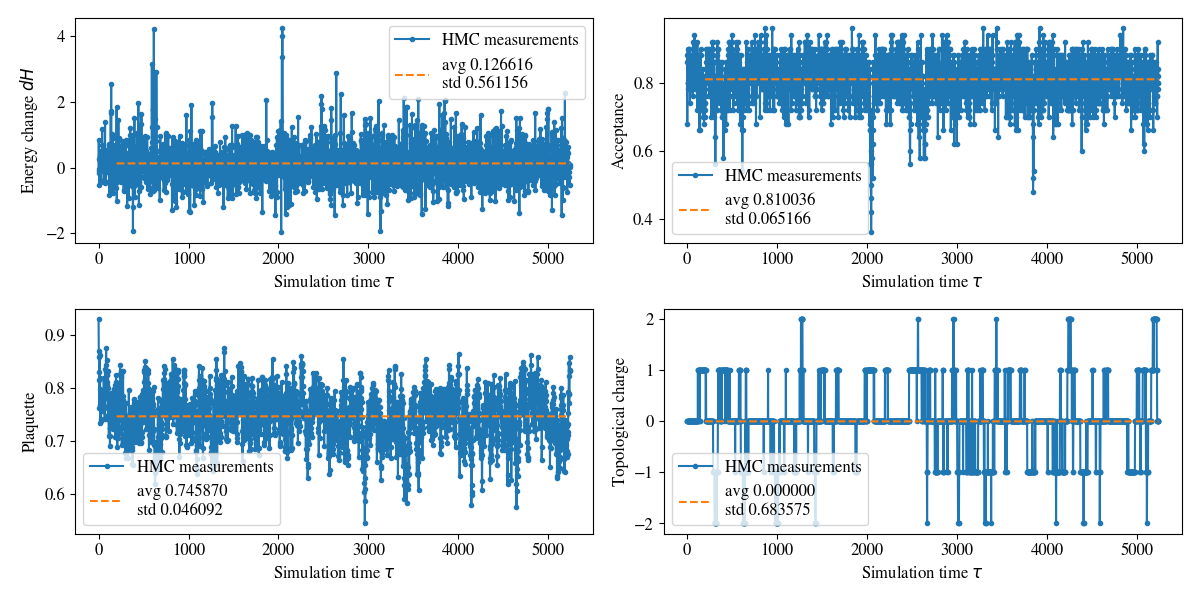 4
2
0
−2
Energy change dH
HMC measurements
avg 0.126616
std 0.561156
0
1000
2000
3000
4000
5000
Simulation time τ
0.8
0.6
0.4
Acceptance
HMC measurements
avg 0.810036
std 0.065166
0
1000
2000
3000
4000
5000
Simulation time τ
0.9
0.8
0.7
0.6
Plaquette
HMC measurements
avg 0.745870
std 0.046092
0
1000
2000
3000
4000
5000
Simulation time τ
2
1
0
−1
−2
Topological charge
HMC measurements
avg 0.000000
std 0.683575
0
1000
2000
3000
4000
5000
Simulation time τ